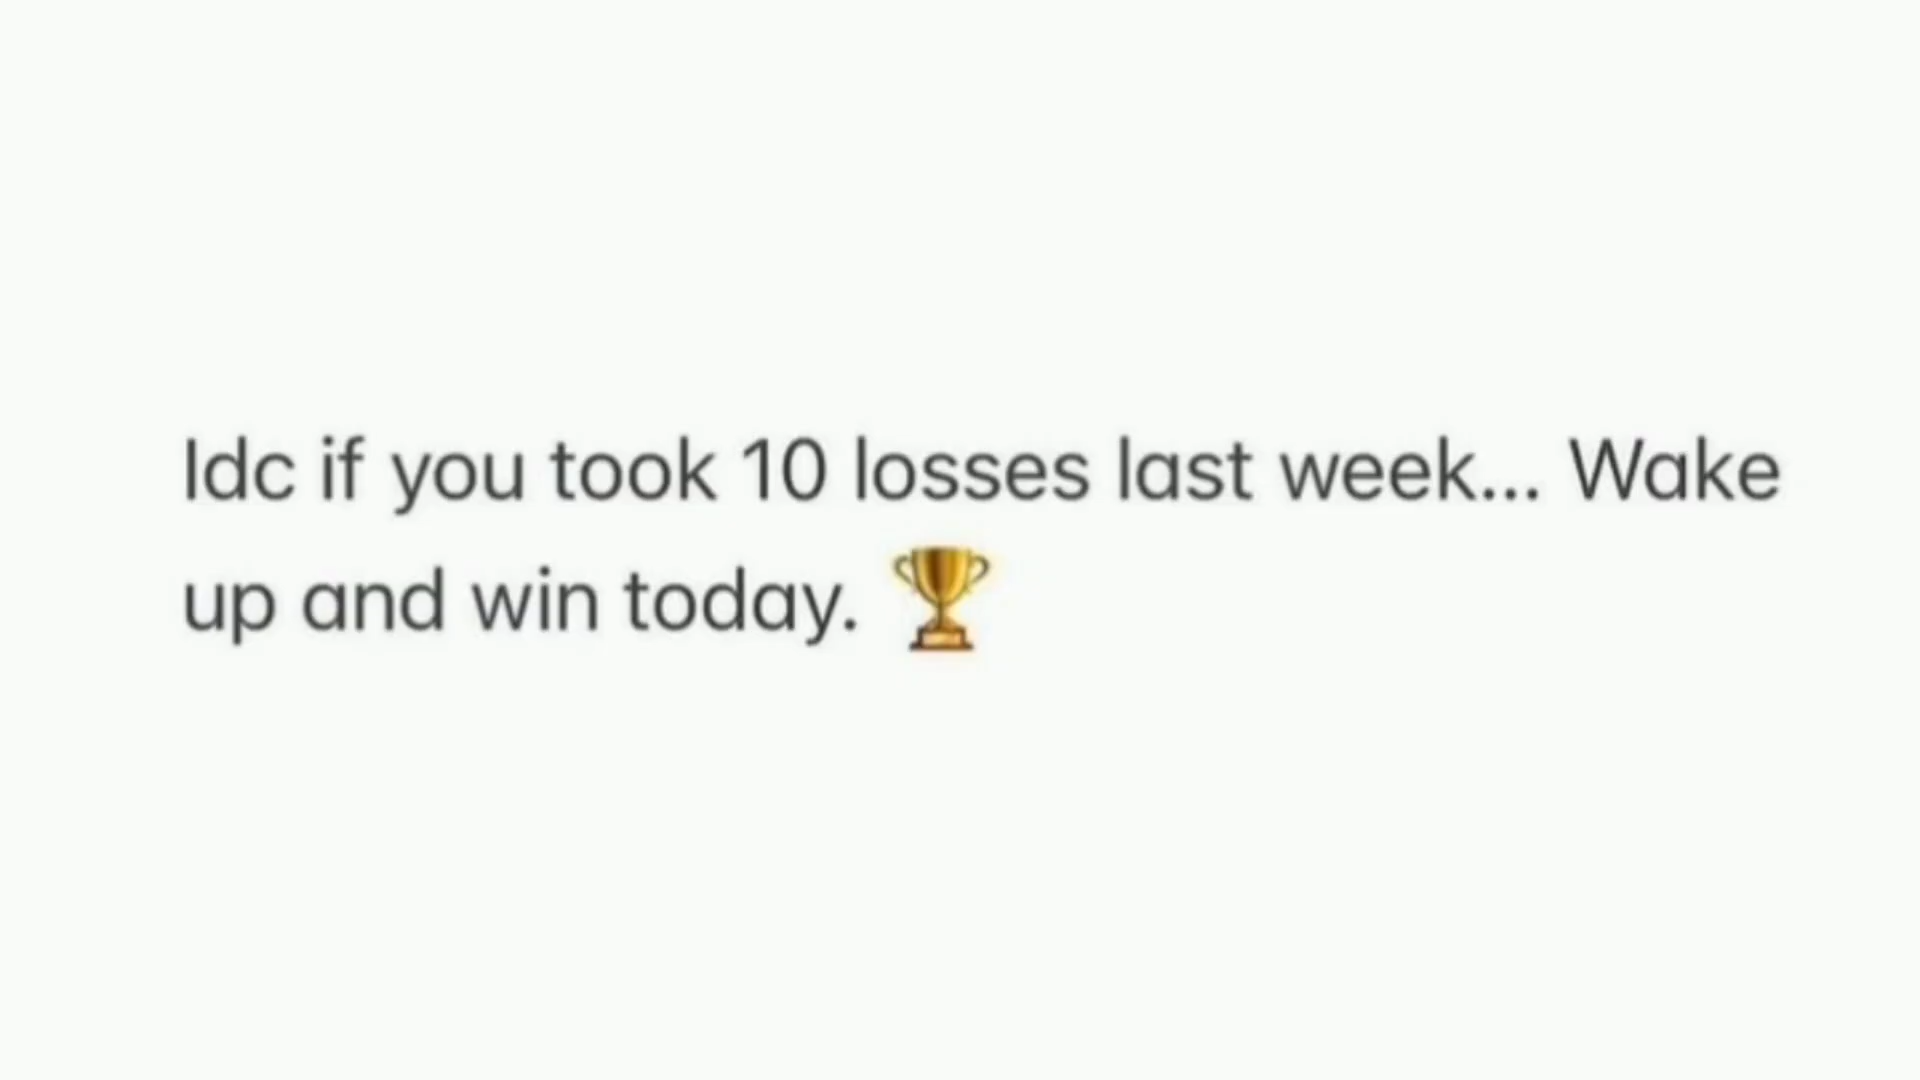 Idc if you took 10 losses last week... Wake
up and win today. 🏆